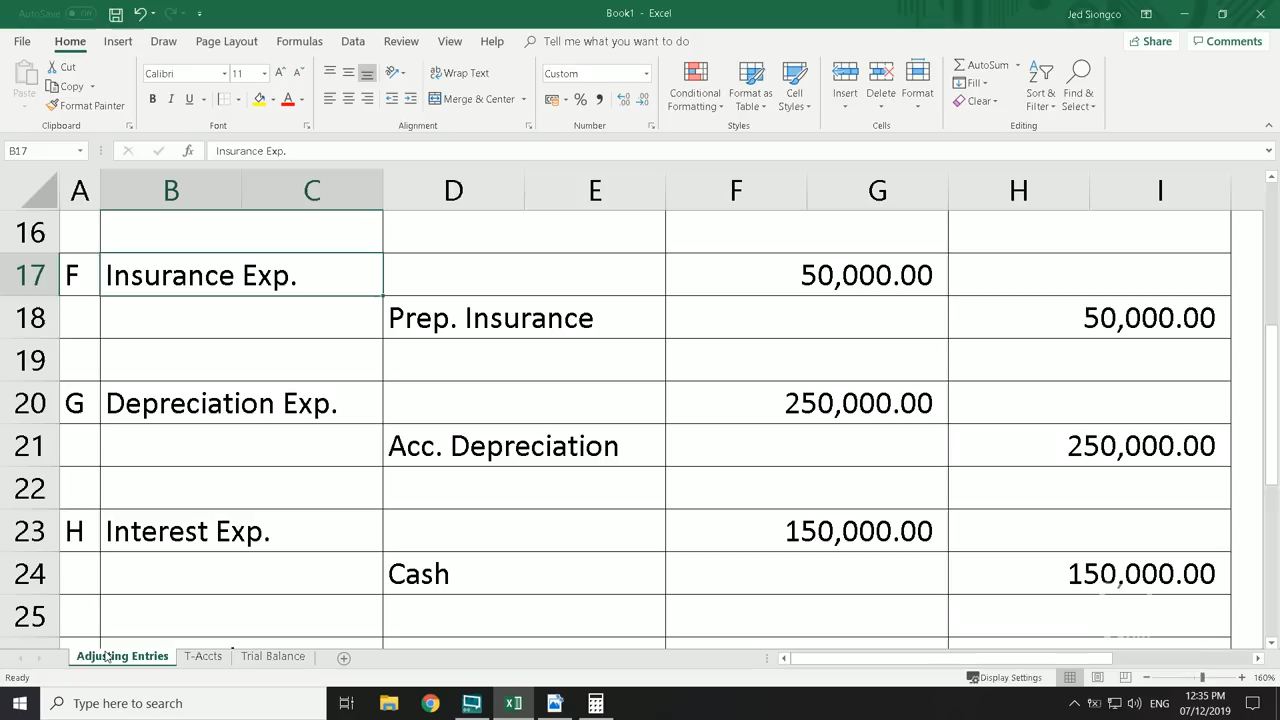 AutoSave Off
Book1 - Excel
Jed Siongco
File Home Insert Draw Page Layout Formulas Data Review View Help Tell me what you want to do Share Comments
Paste
Cut
Copy
Format Painter
Clipboard
Calibri 11
B I U
Font
Wrap Text
Merge & Center
Alignment
Custom
Number
Conditional
Formatting
Format as
Table
Cell
Styles
Styles
Insert Delete Format
Cells
AutoSum
Fill
Clear
Sort &
Filter
Find &
Select
Editing
B17 fx Insurance Exp.
A B C D E F G H I
16
17 F Insurance Exp. 50,000.00
18 Prep. Insurance 50,000.00
19
20 G Depreciation Exp. 250,000.00
21 Acc. Depreciation 250,000.00
22
23 H Interest Exp. 150,000.00
24 Cash 150,000.00
25
Adjusting Entries T-Accts Trial Balance
Ready Display Settings 160%
Type here to search ENG
12:35 PM
07/12/2019